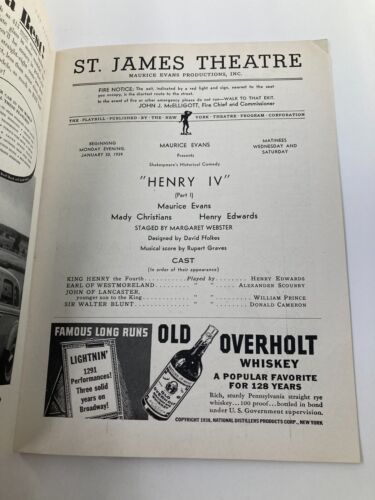 a Best!
ST. JAMES THEATRE
MAURICE EVANS PRODUCTIONS, INC.
FIRE NOTICE: The exit, indicated by a red light and sign, nearest to the seat
you occupy, is the shortest route to the street.
In the event of fire or other emergency please do not run—WALK TO THAT EXIT.
JOHN J. McELLIGOTT, Fire Chief and Commissioner
THE PLAYBILL PUBLISHED BY THE NEW YORK THEATRE PROGRAM CORPORATION
BEGINNING
MONDAY EVENING,
JANUARY 30, 1939
MAURICE EVANS
MATINEES
WEDNESDAY AND
SATURDAY
Presents
Shakespeare's Historical Comedy
"HENRY IV"
(Part I)
Maurice Evans
Mady Christians Henry Edwards
STAGED BY MARGARET WEBSTER
Designed by David Ffolkes
Musical score by Rupert Graves
CAST
(In order of their appearance)
KING HENRY the Fourth Played by HENRY EDWARDS
EARL OF WESTMORELAND " " ALEXANDER SCOURBY
JOHN OF LANCASTER,
younger son to the King " " WILLIAM PRINCE
SIR WALTER BLUNT " " DONALD CAMERON
FAMOUS LONG RUNS
LIGHTNIN'
1291
Performances!
Three solid
years on
Broadway!
OLD OVERHOLT
WHISKEY
A POPULAR FAVORITE
FOR 128 YEARS
Rich, sturdy Pennsylvania straight rye
whiskey...100 proof...bottled in bond
under U. S. Government supervision.
COPYRIGHT 1938, NATIONAL DISTILLERS PRODUCTS CORP., NEW YORK